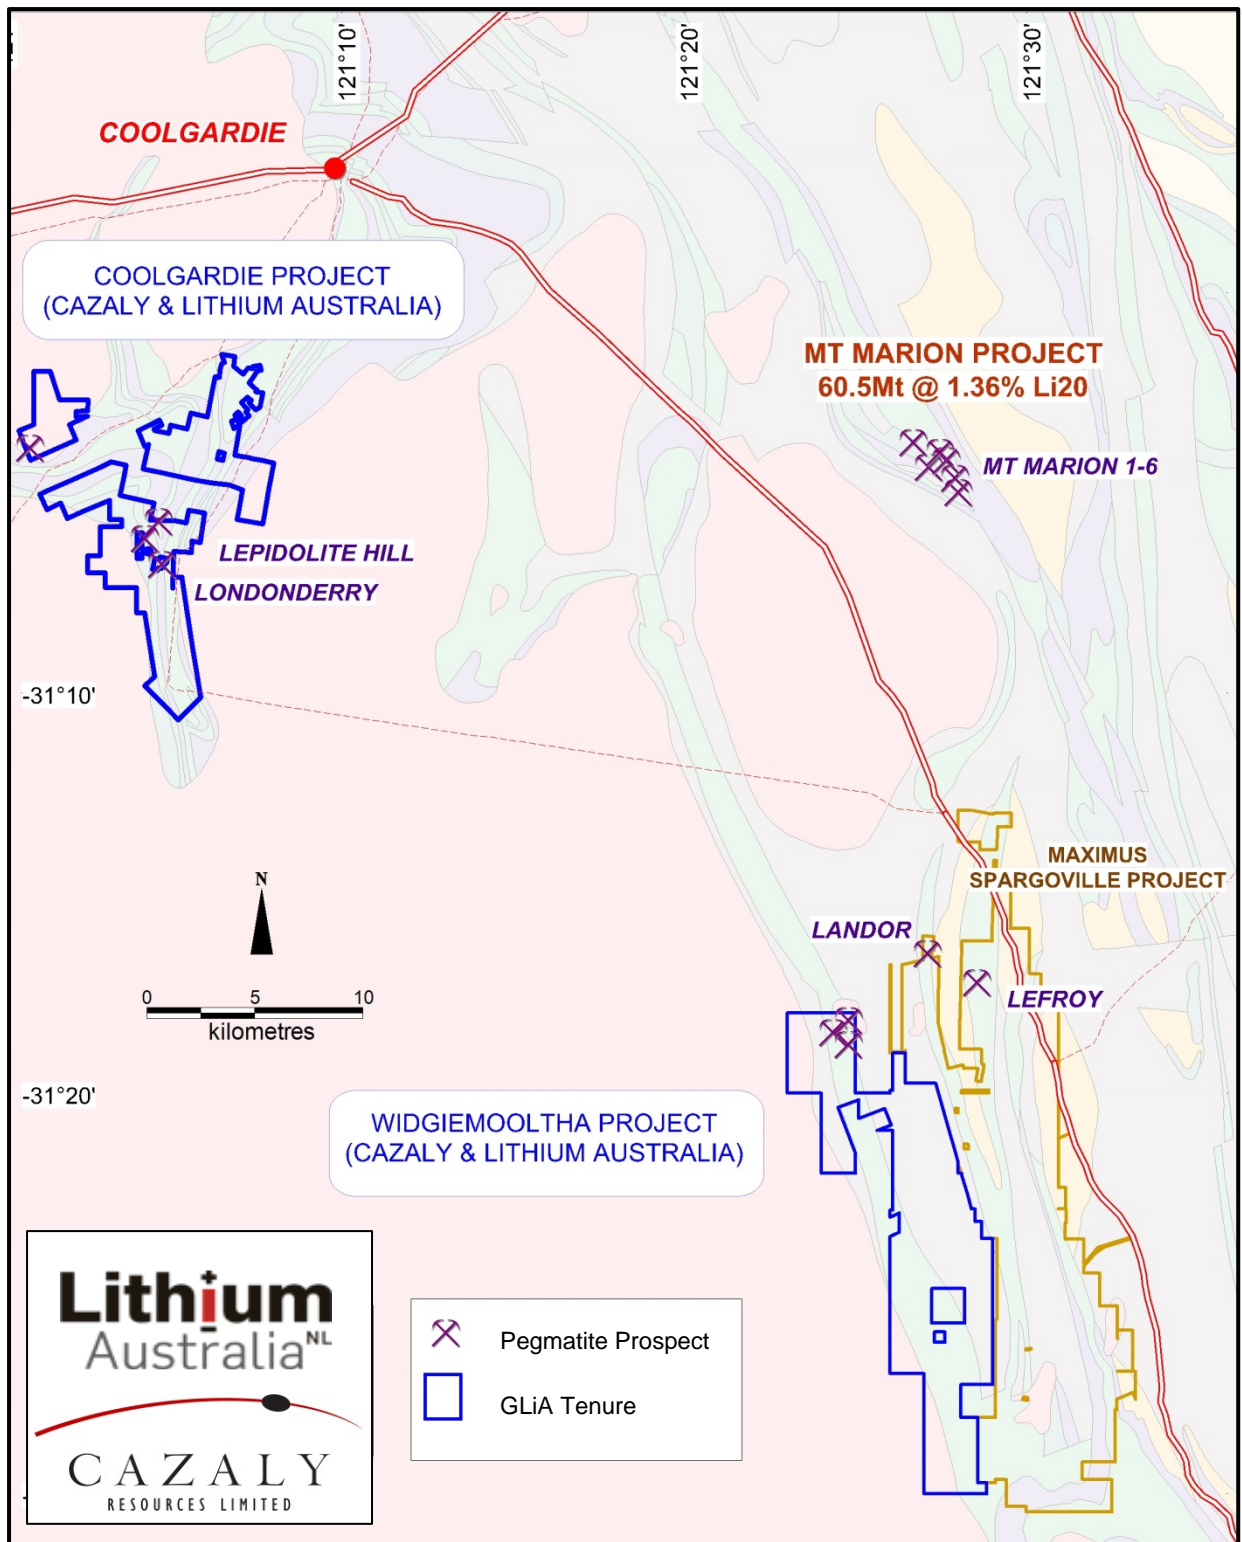 121°10'
121°20'
121°30'
COOLGARDIE
COOLGARDIE PROJECT
(CAZALY & LITHIUM AUSTRALIA)
MT MARION PROJECT
60.5Mt @ 1.36% Li20
MT MARION 1-6
LEPIDOLITE HILL
LONDONDERRY
-31°10'
MAXIMUS
SPARGOVILLE PROJECT
N
LANDOR
LEFROY
0 5 10
kilometres
-31°20'
WIDGIEMOOLTHA PROJECT
(CAZALY & LITHIUM AUSTRALIA)
Lithium
Australia NL
CAZALY
RESOURCES LIMITED
Pegmatite Prospect
GLiA Tenure